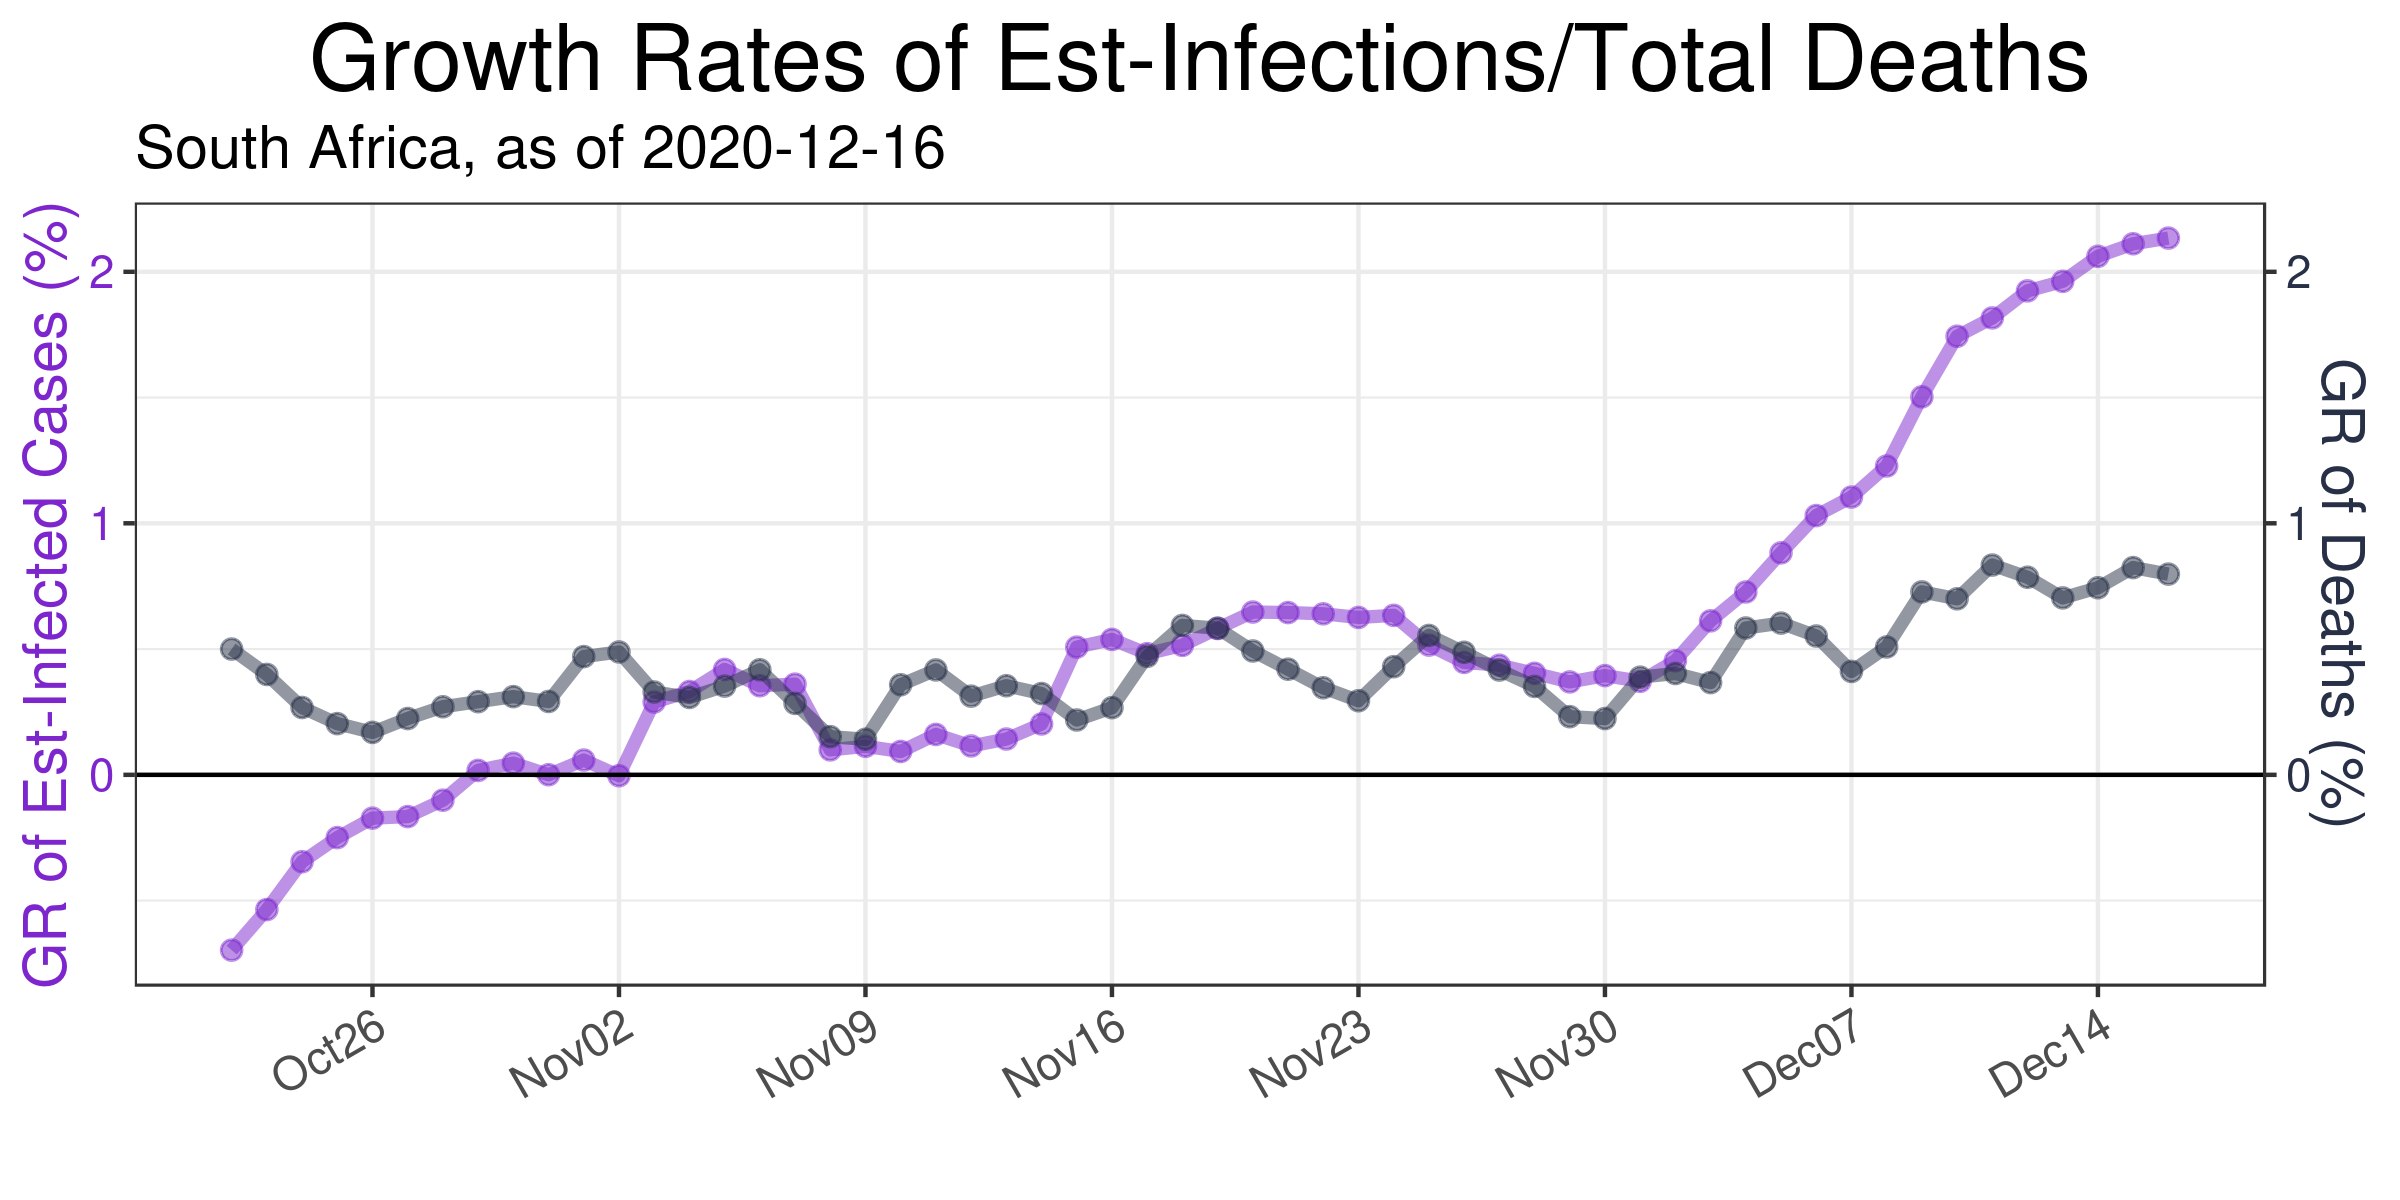 Growth Rates of Est-Infections/Total Deaths
South Africa, as of 2020-12-16
GR of Est-Infected Cases (%)
2
1
0
2
1
0
GR of Deaths (%)
Oct26
Nov02
Nov09
Nov16
Nov23
Nov30
Dec07
Dec14